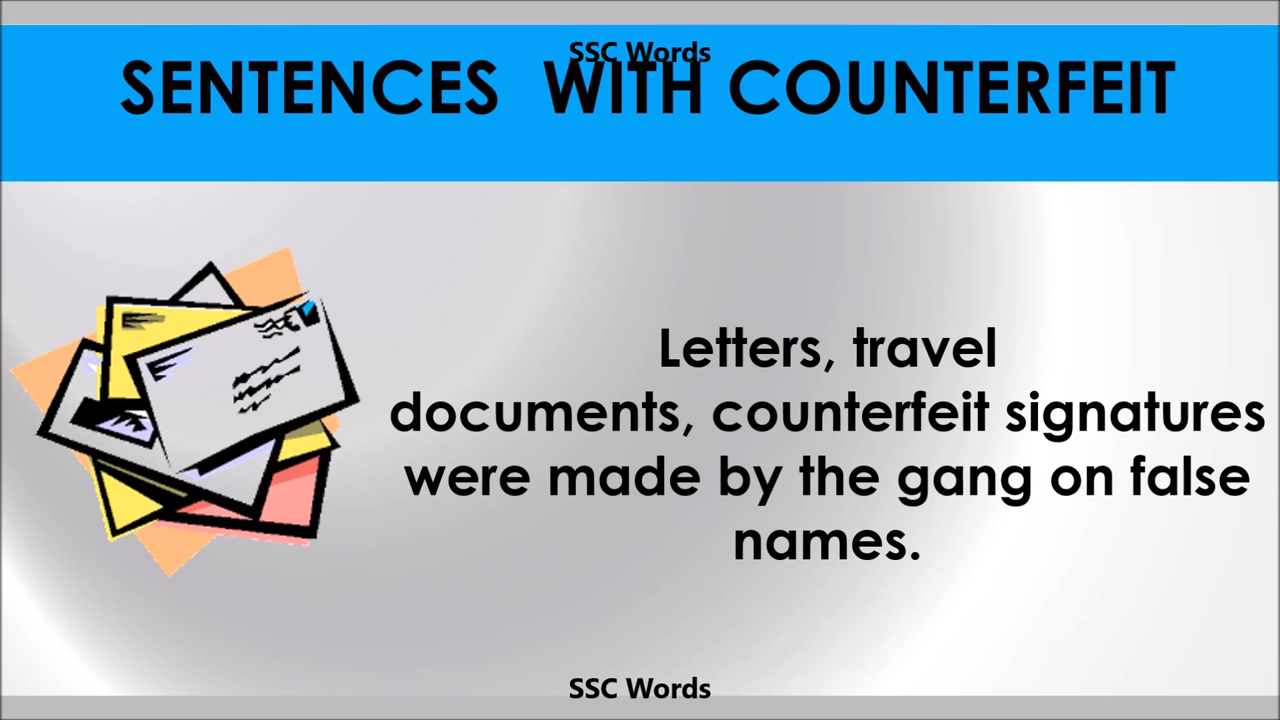 SSC Words
SENTENCES WITH COUNTERFEIT
Letters, travel
documents, counterfeit signatures
were made by the gang on false
names.
SSC Words